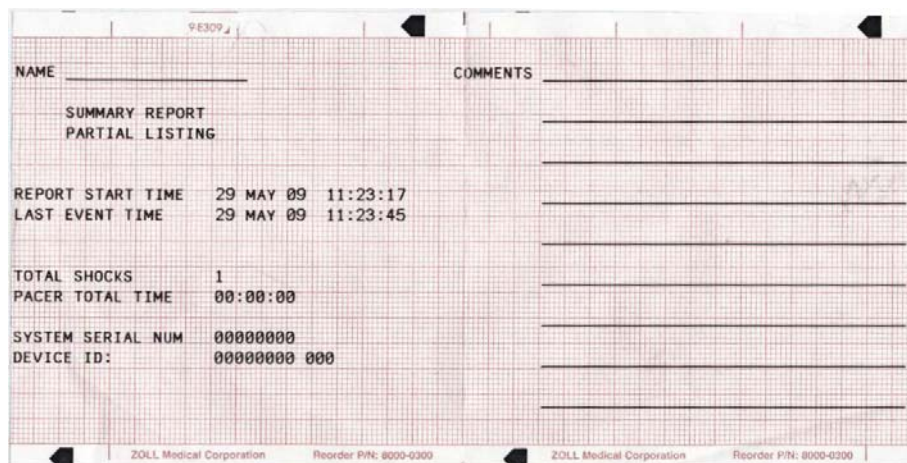 NAME
COMMENTS
SUMMARY REPORT
PARTIAL LISTING
REPORT START TIME 29 MAY 09 11:23:17
LAST EVENT TIME 29 MAY 09 11:23:45
TOTAL SHOCKS 1
PACER TOTAL TIME 00:00:00
SYSTEM SERIAL NUM 00000000
DEVICE ID: 00000000 000
ZOLL Medical Corporation Reorder P/N: 8000-0300 ZOLL Medical Corporation Reorder P/N: 8000-0300